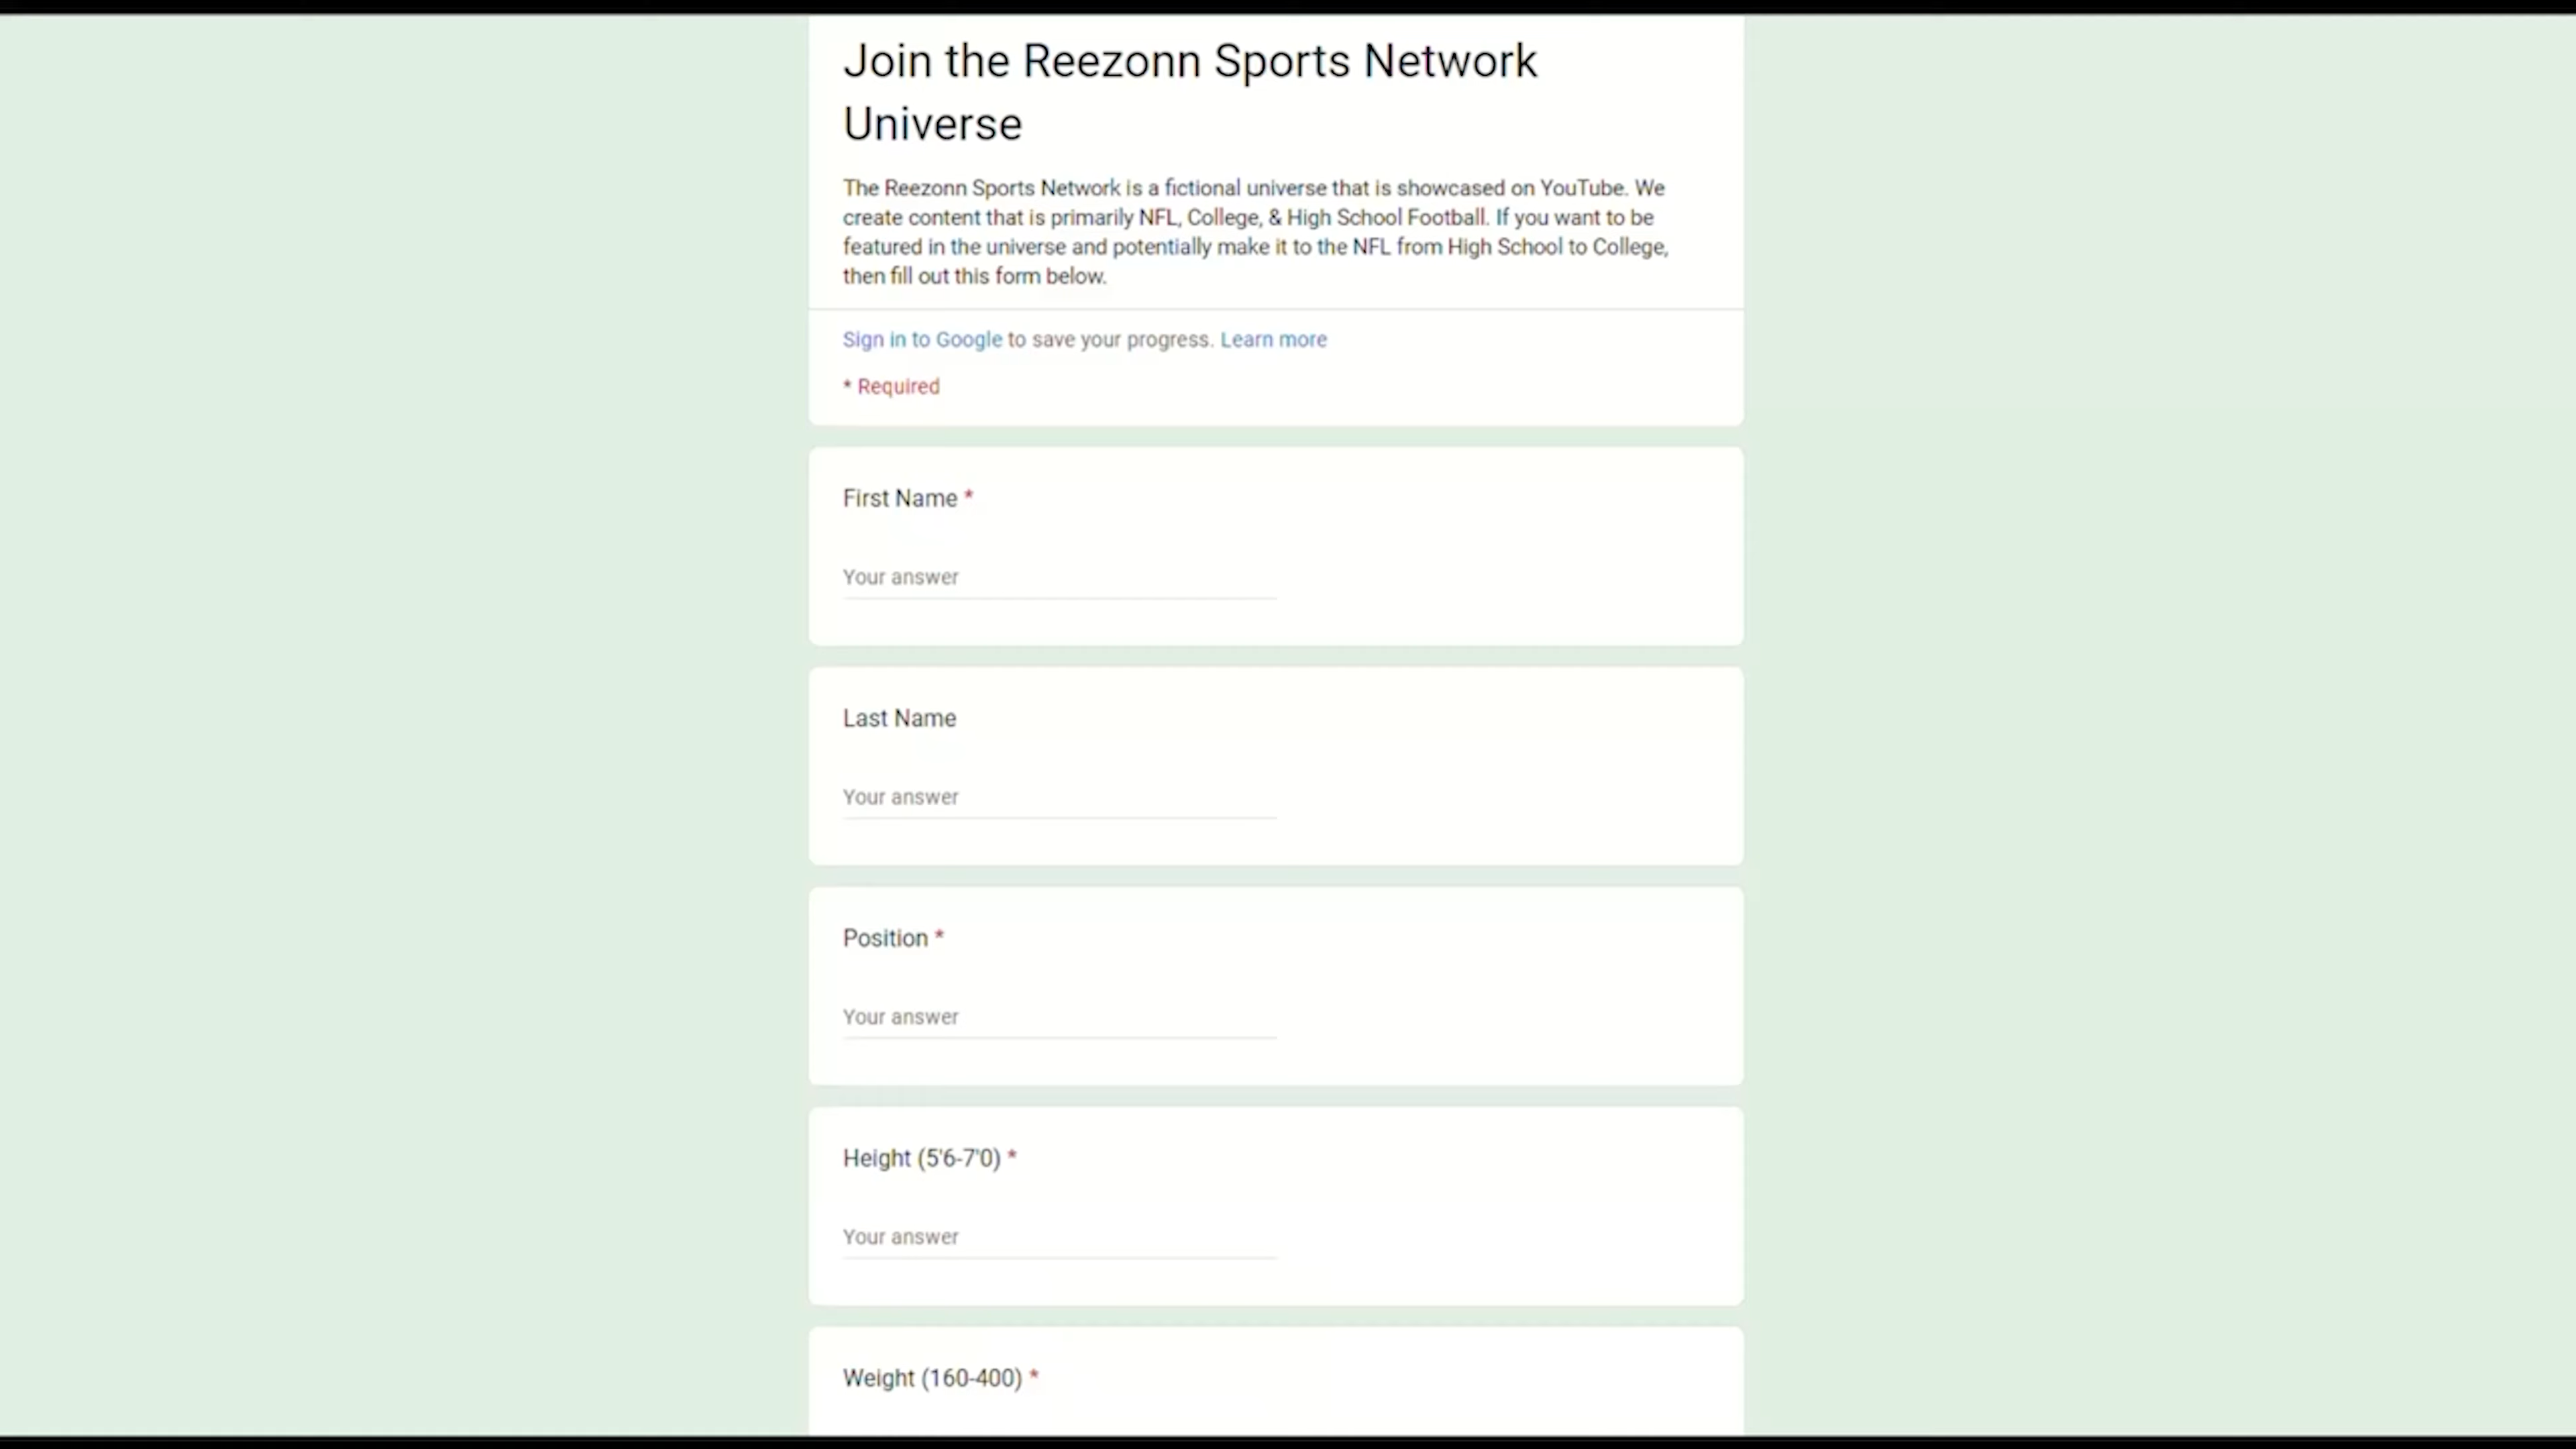 Join the Reezonn Sports Network
Universe
The Reezonn Sports Network is a fictional universe that is showcased on YouTube. We
create content that is primarily NFL, College, & High School Football. If you want to be
featured in the universe and potentially make it to the NFL from High School to College,
then fill out this form below.
Sign in to Google to save your progress. Learn more
* Required
First Name *
Your answer
Last Name
Your answer
Position *
Your answer
Height (5'6-7'0) *
Your answer
Weight (160-400) *